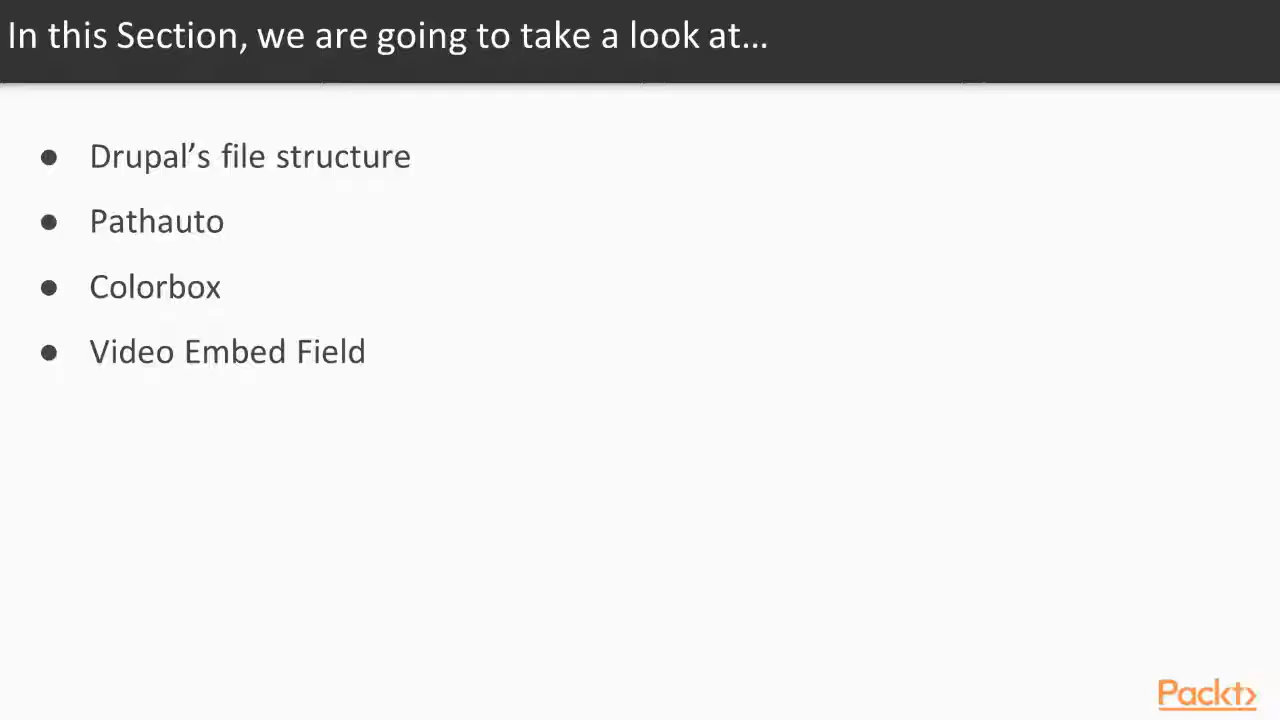 In this Section, we are going to take a look at...
● Drupal’s file structure
● Pathauto
● Colorbox
● Video Embed Field
Packt>